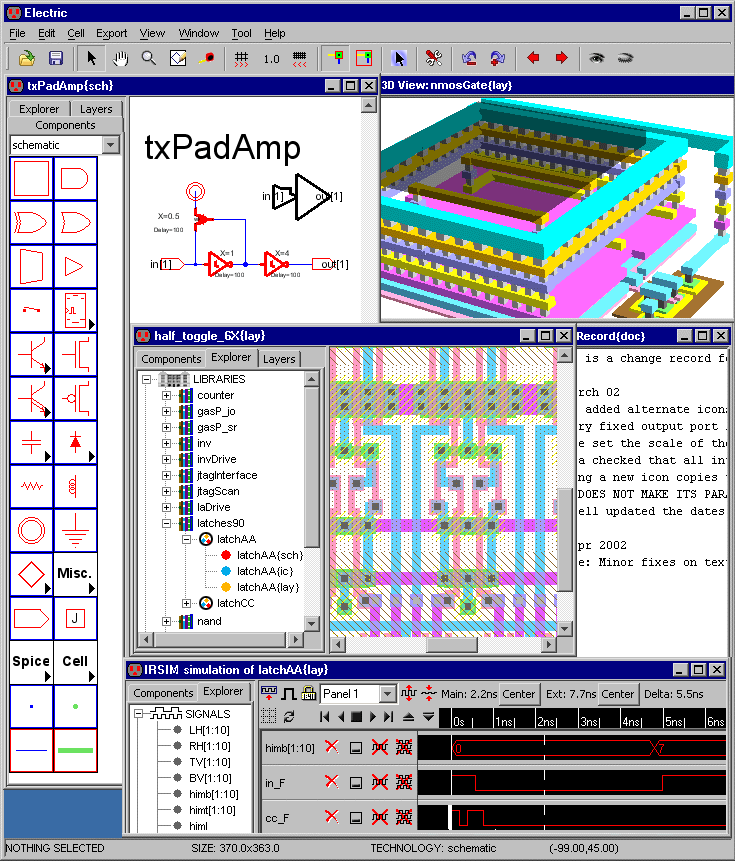 Electric
File Edit Cell Export View Window Tool Help
1.0
txPadAmp{sch}
Explorer Layers
Components
schematic
Misc.
J
Spice Cell
txPadAmp
X=0.5
Delay=100
in[1] out[1]
X=1 X=4
in[1] out[1]
Delay=100 Delay=100
3D View: nmosGate{lay}
half_toggle_6X{lay}
Components Explorer Layers
LIBRARIES
counter
gasP_jo
gasP_sr
inv
invDrive
jtagInterface
jtagScan
laDrive
latches90
latchAA
latchAA{sch}
latchAA{ic}
latchAA{lay}
latchCC
nand
Record{doc}
is a change record fo
rch 02
added alternate icon
ry fixed output port
e set the scale of the
a checked that all in
ng a new icon copies
DOES NOT MAKE ITS PARA
ell updated the dates
pr 2002
e: Minor fixes on tex
IRSIM simulation of latchAA{lay}
Components Explorer
SIGNALS
LH[1:10]
RH[1:10]
TV[1:10]
BV[1:10]
himb[1:10]
himt[1:10]
himl
Panel 1 Main: 2.2ns Center Ext: 7.7ns Center Delta: 5.5ns
0s 1ns 2ns 3ns 4ns 5ns 6ns
himb[1:10] 0 7
in_F
cc_F
NOTHING SELECTED SIZE: 370.0x363.0 TECHNOLOGY: schematic (-99.00,45.00)